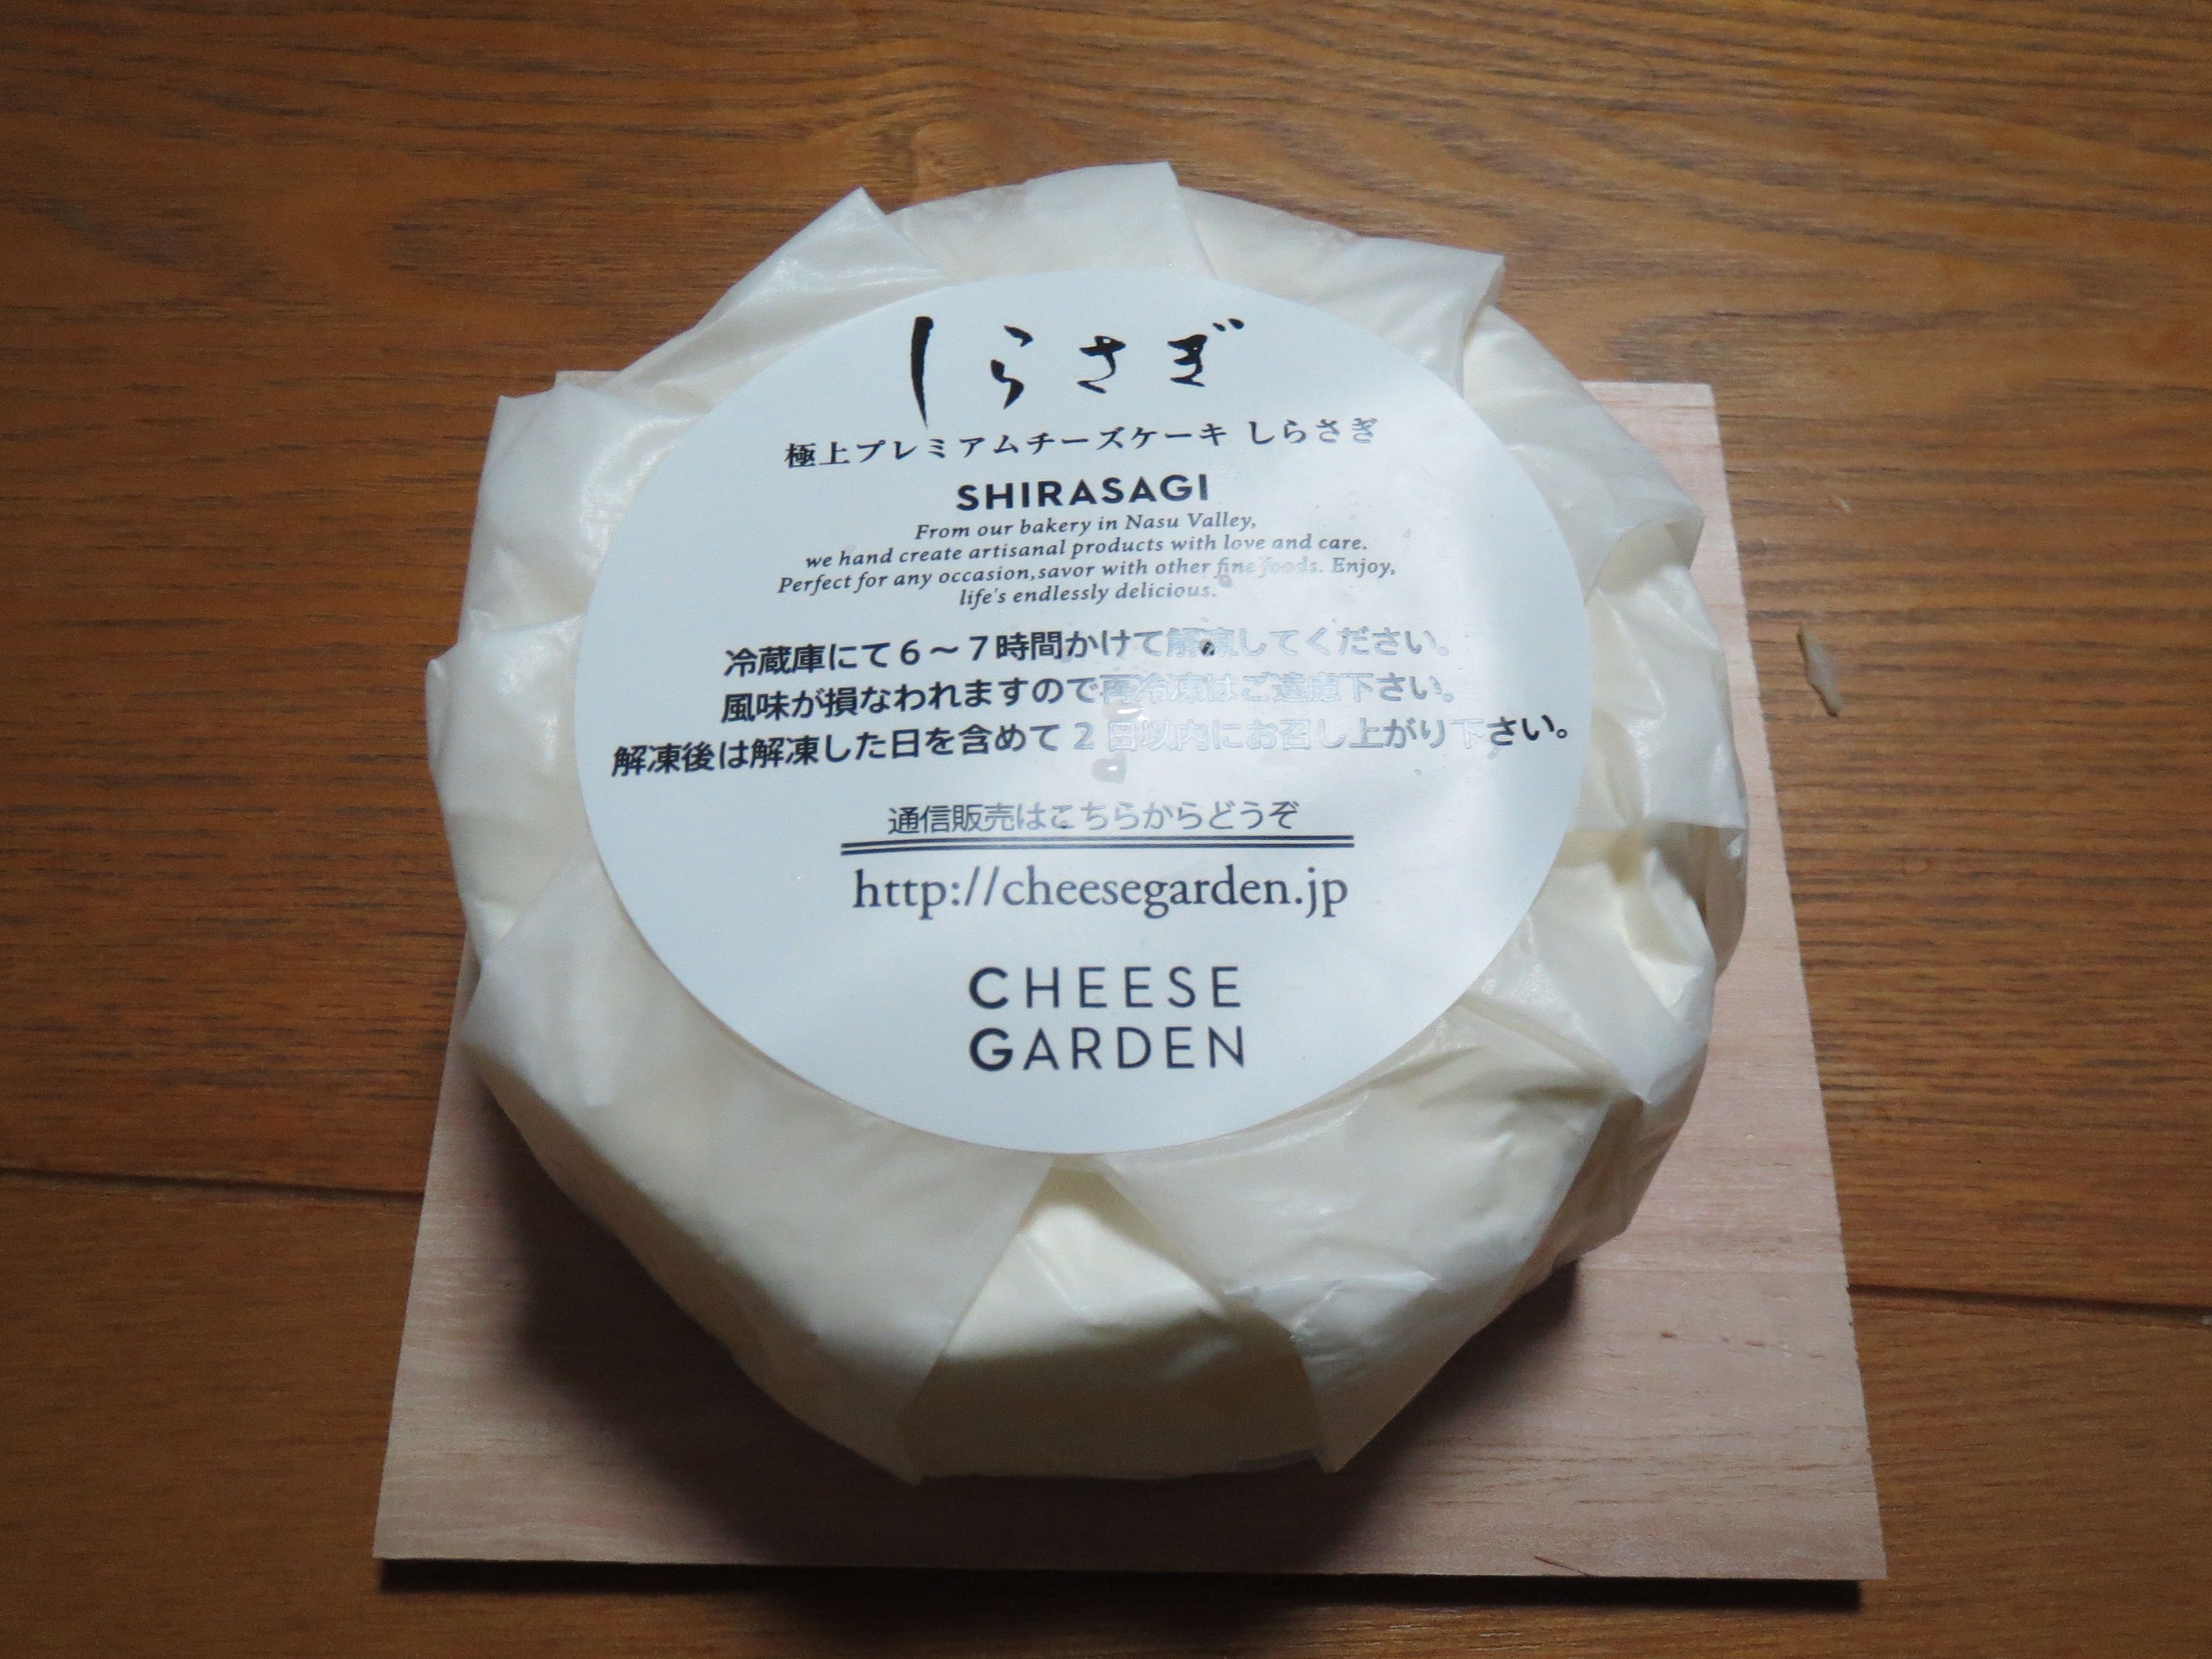 しらさぎ
極上プレミアムチーズケーキ しらさぎ
SHIRASAGI
From our bakery in Nasu Valley,
we hand create artisanal products with love and care.
Perfect for any occasion,savor with other fine foods. Enjoy,
life's endlessly delicious.
冷蔵庫にて６～７時間かけて解凍してください。
風味が損なわれますので再冷凍はご遠慮下さい。
解凍後は解凍した日を含めて２日以内にお召し上がり下さい。
通信販売はこちらからどうぞ
http://cheesegarden.jp
CHEESE
GARDEN